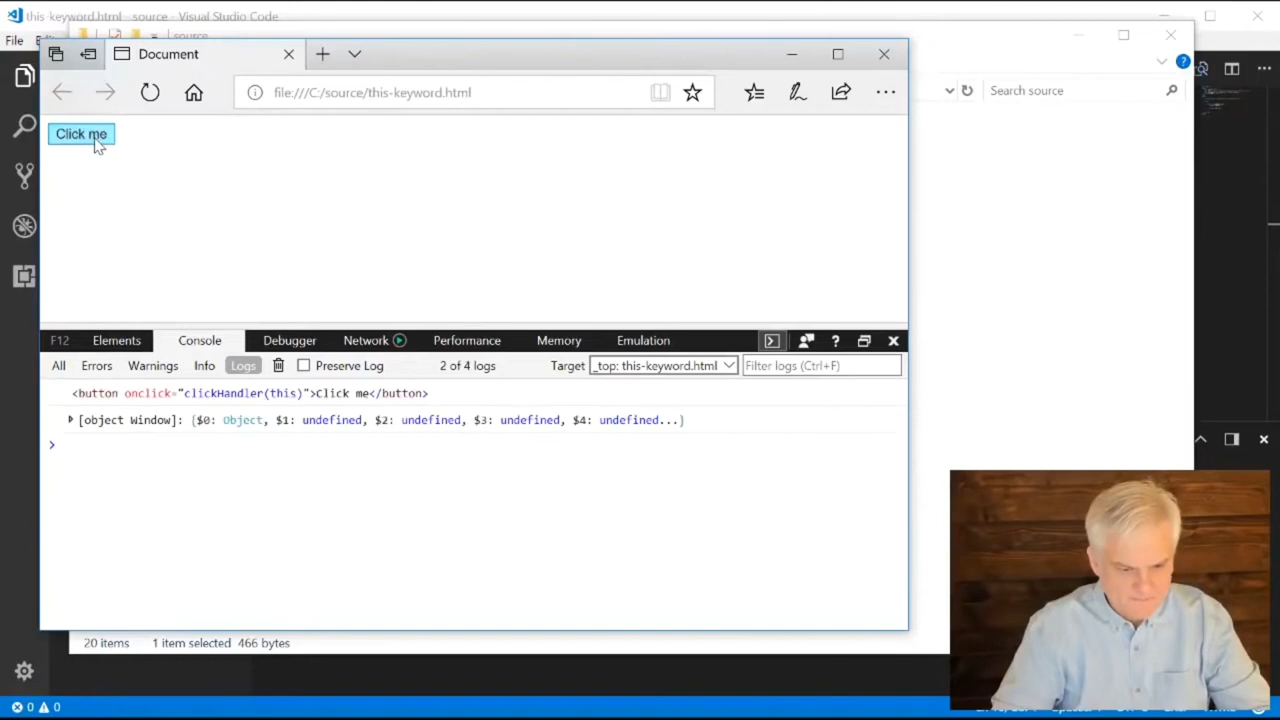 this-keyword.html - source - Visual Studio Code
File
source
Document
file:///C:/source/this-keyword.html
Search source
Click me
F12 Elements Console Debugger Network Performance Memory Emulation
All Errors Warnings Info Logs Preserve Log 2 of 4 logs Target _top: this-keyword.html Filter logs (Ctrl+F)
<button onclick="clickHandler(this)">Click me</button>
[object Window]: {$0: Object, $1: undefined, $2: undefined, $3: undefined, $4: undefined...}
20 items 1 item selected 466 bytes
0 0